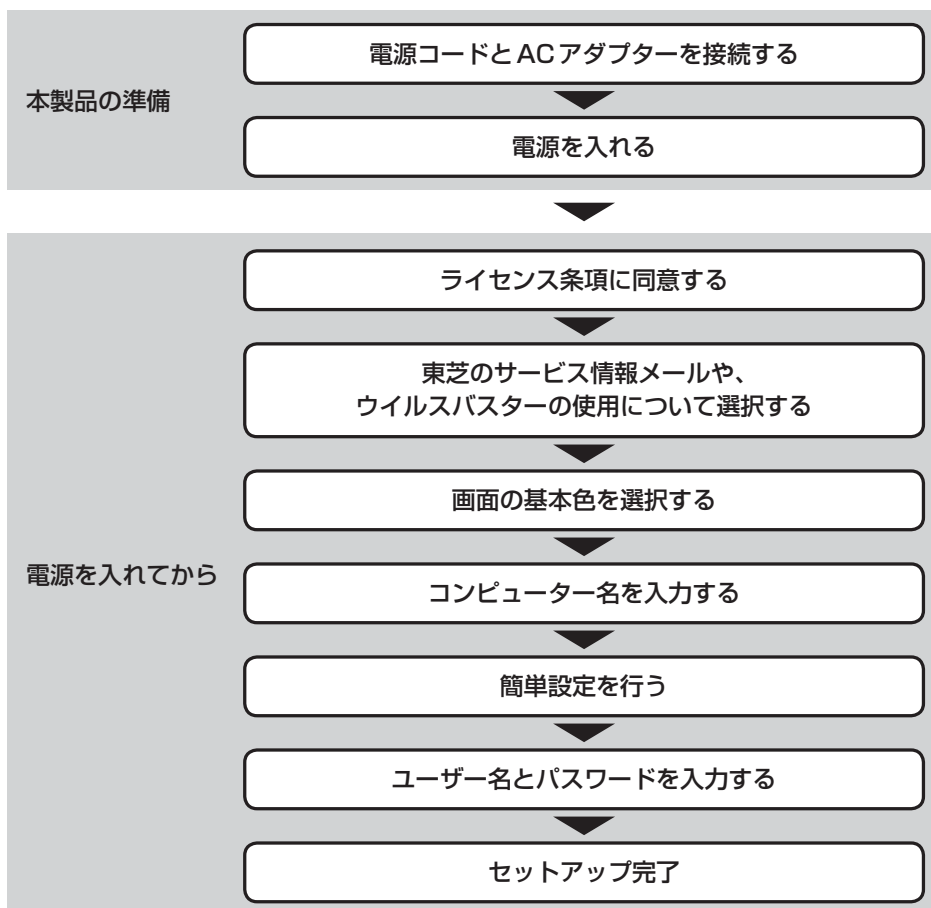 本製品の準備
電源コードとACアダプターを接続する
電源を入れる
電源を入れてから
ライセンス条項に同意する
東芝のサービス情報メールや、
ウイルスバスターの使用について選択する
画面の基本色を選択する
コンピューター名を入力する
簡単設定を行う
ユーザー名とパスワードを入力する
セットアップ完了